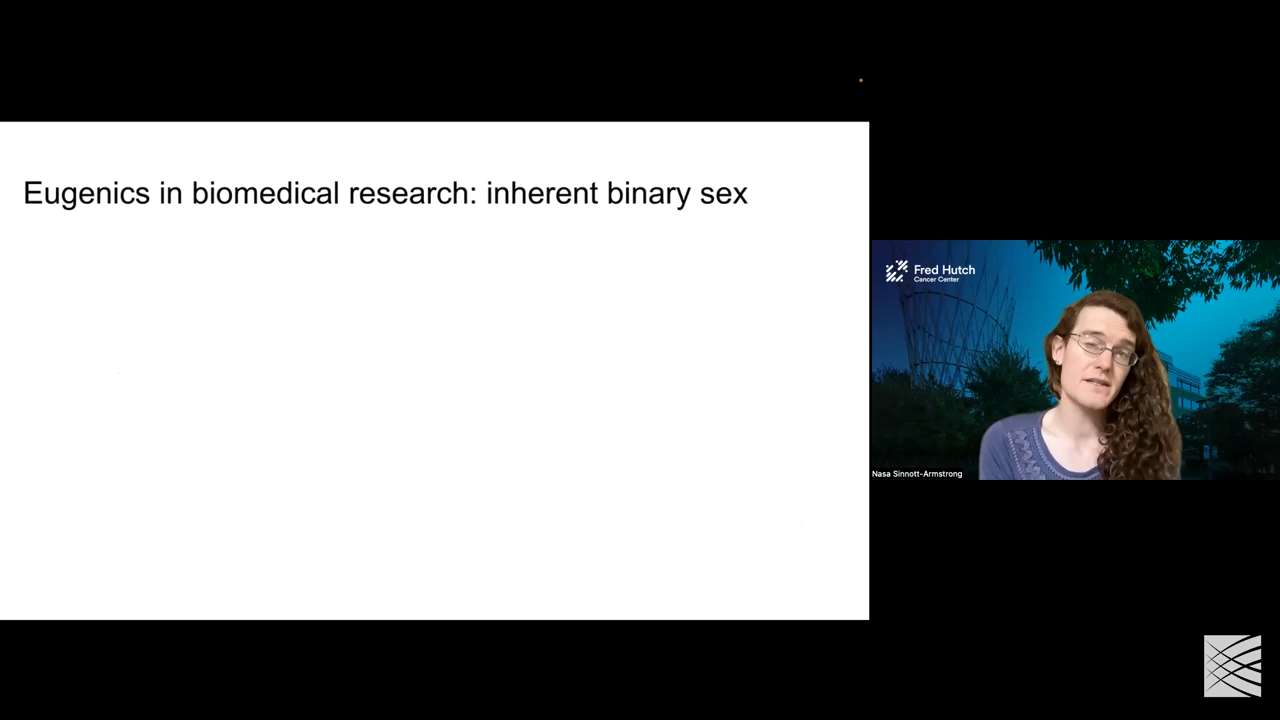 Eugenics in biomedical research: inherent binary sex
Fred Hutch
Cancer Center
Nasa Sinnott-Armstrong